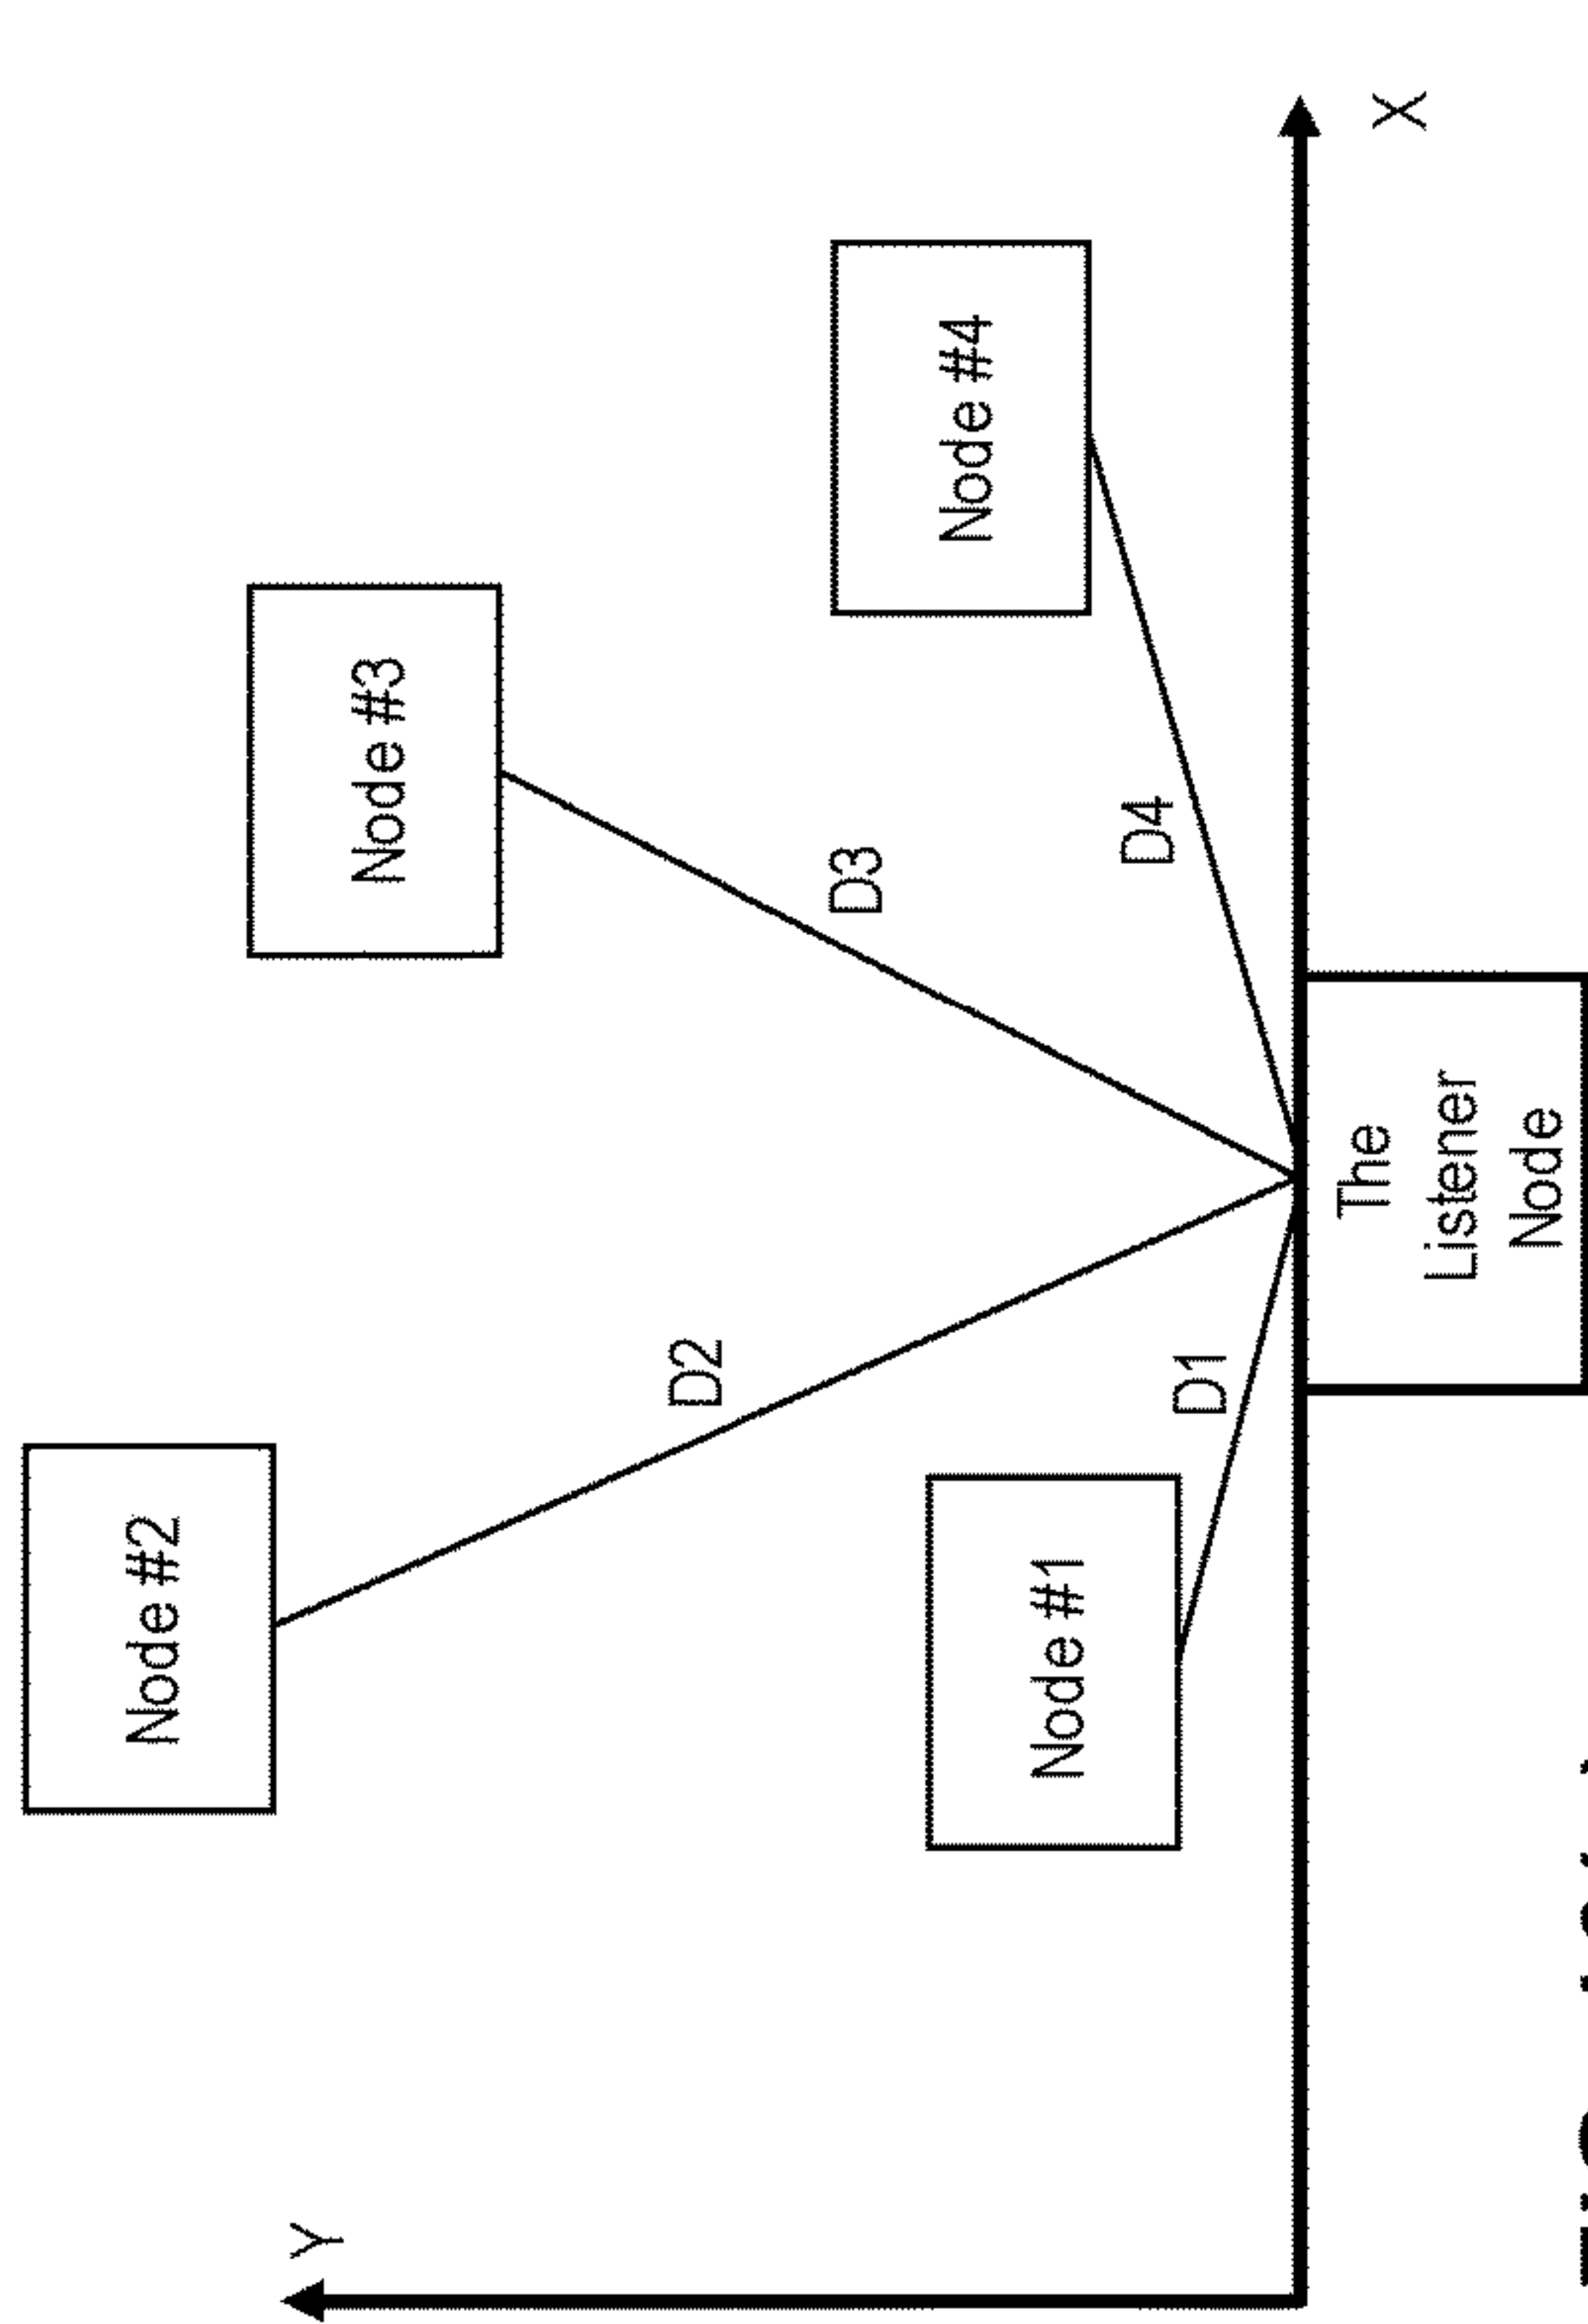 Y
Node #2
Node #3
D2
D3
Node #1
Node #4
D1
D4
X
The
Listener
Node